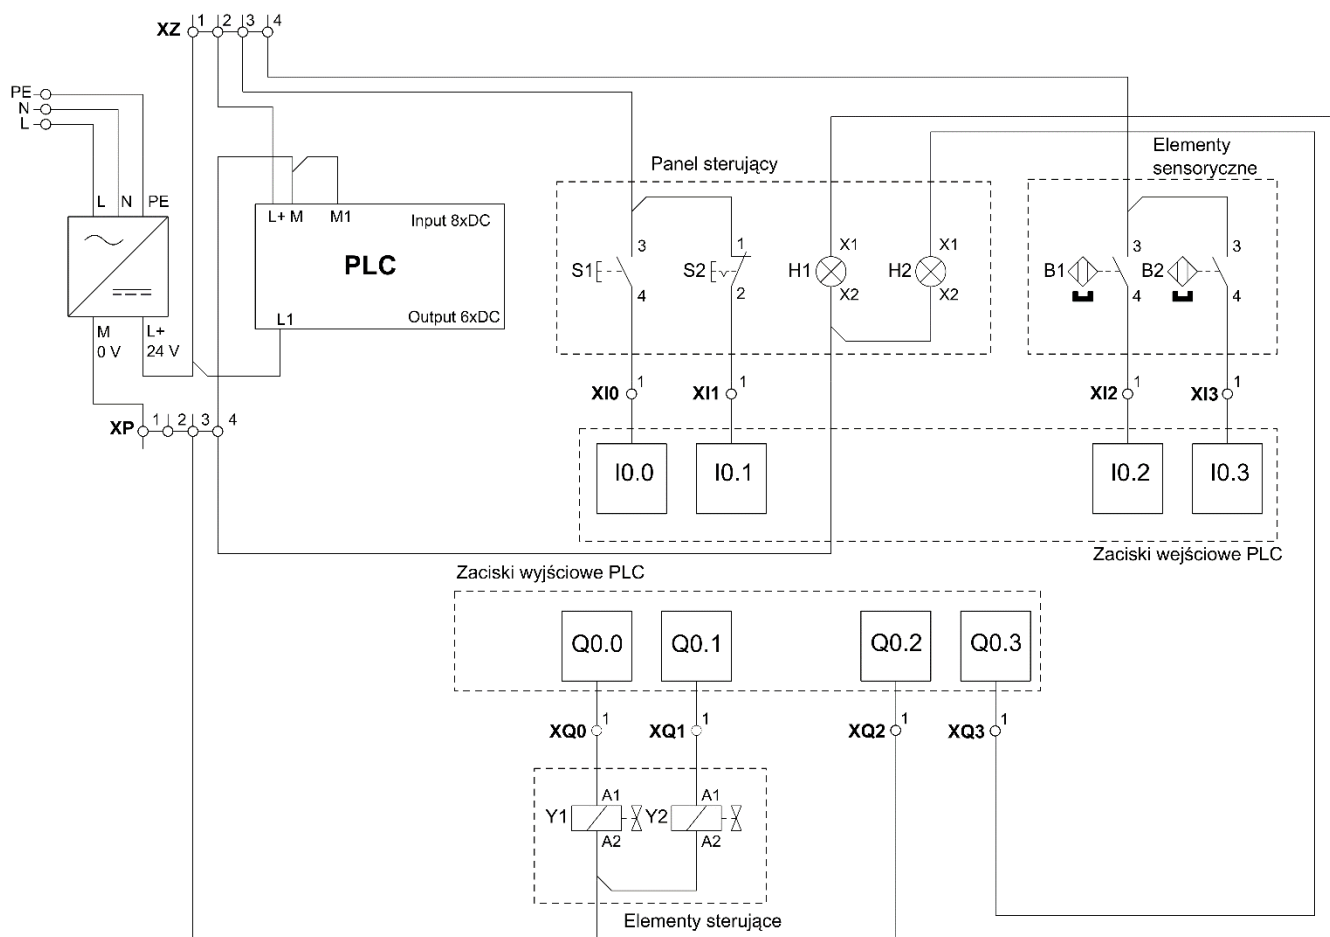 XZ 1 2 3 4
PE
N
L
L N PE
M L+
0 V 24 V
L+ M M1 Input 8xDC
PLC
L1 Output 6xDC
XP 1 2 3 4
Panel sterujący
S1 3 4
S2 1 2
H1 X1 X2
H2 X1 X2
Elementy
sensoryczne
B1 3 4
B2 3 4
XI0 1
XI1 1
XI2 1
XI3 1
I0.0 I0.1 I0.2 I0.3
Zaciski wejściowe PLC
Zaciski wyjściowe PLC
Q0.0 Q0.1 Q0.2 Q0.3
XQ0 1
XQ1 1
XQ2 1
XQ3 1
Y1 A1 A2
Y2 A1 A2
Elementy sterujące